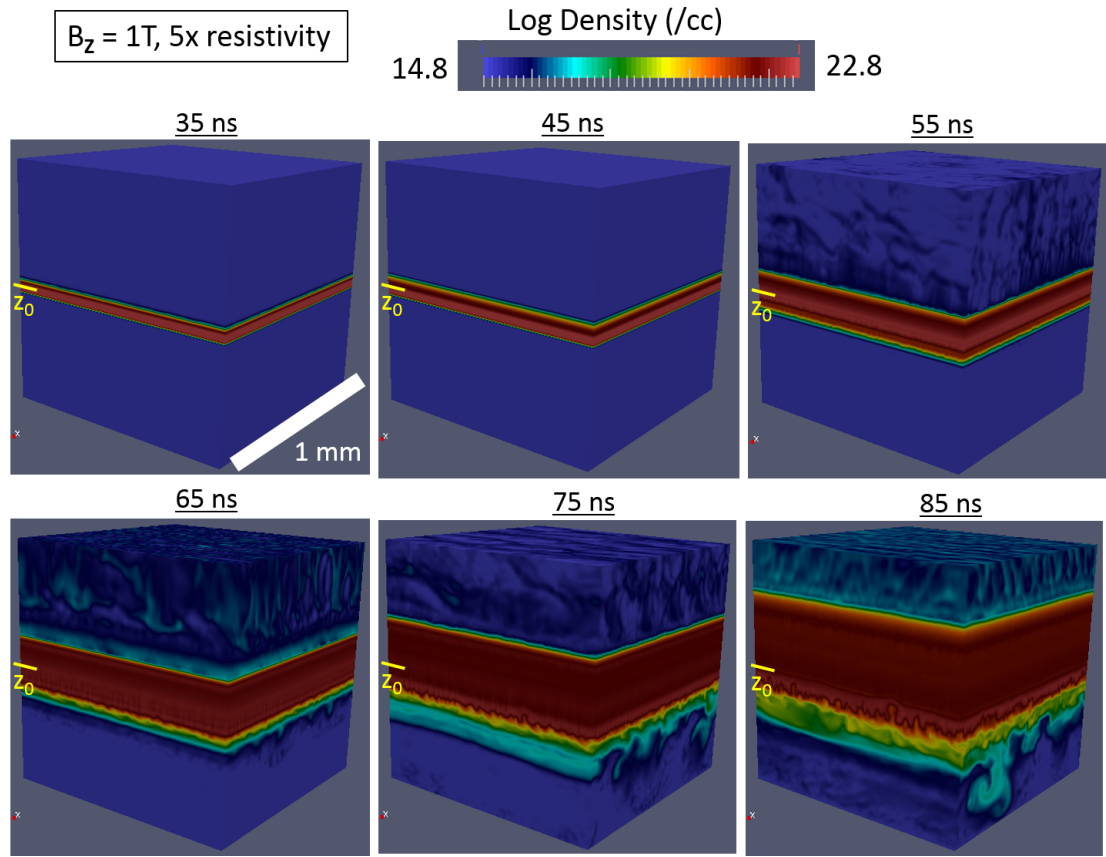 B_z = 1T, 5x resistivity
Log Density (/cc)
14.8
22.8
35 ns
45 ns
55 ns
z₀
1 mm
x
z₀
x
z₀
x
65 ns
75 ns
85 ns
z₀
x
z₀
x
z₀
x